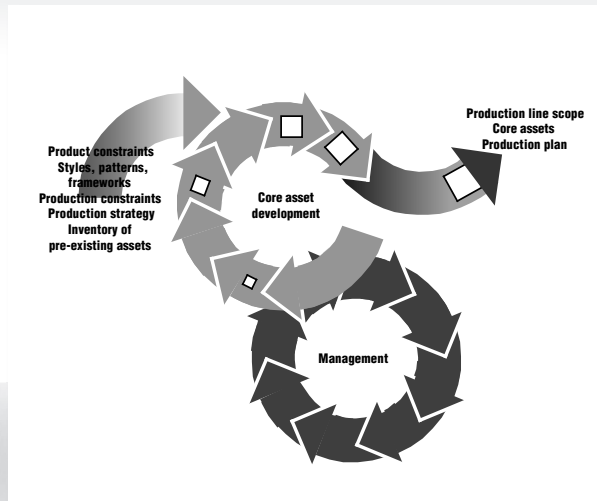 Product constraints
Styles, patterns,
frameworks
Production constraints
Production strategy
Inventory of
pre-existing assets
Core asset
development
Production line scope
Core assets
Production plan
Management